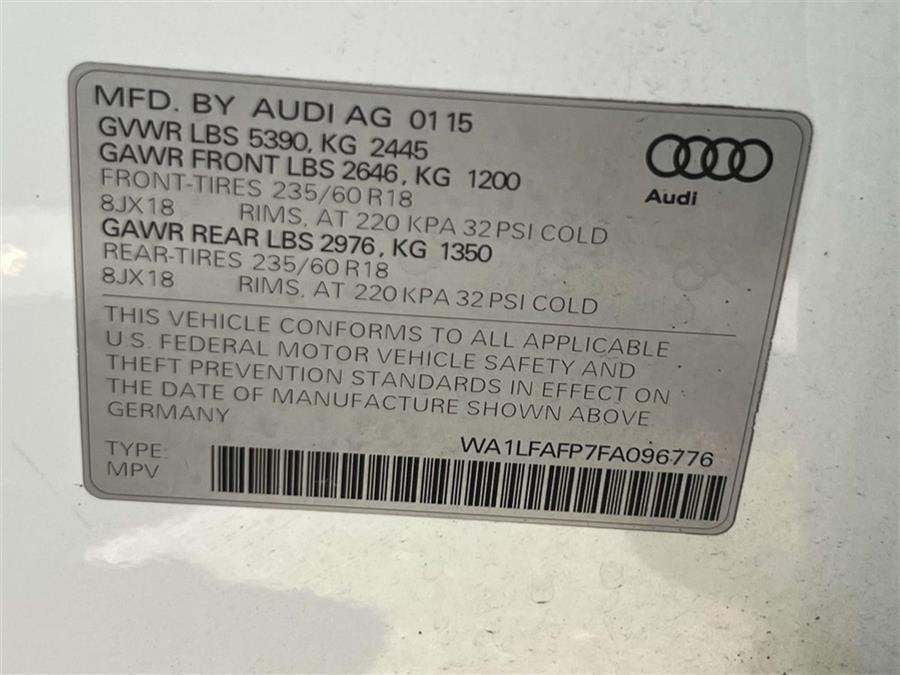 MFD. BY AUDI AG 01 15
GVWR LBS 5390, KG 2445
GAWR FRONT LBS 2646, KG 1200
FRONT-TIRES 235/60 R18
8JX18 RIMS, AT 220 KPA 32 PSI COLD
GAWR REAR LBS 2976, KG 1350
REAR-TIRES 235/60 R18
8JX18 RIMS, AT 220 KPA 32 PSI COLD
Audi
THIS VEHICLE CONFORMS TO ALL APPLICABLE
U.S. FEDERAL MOTOR VEHICLE SAFETY AND
THEFT PREVENTION STANDARDS IN EFFECT ON
THE DATE OF MANUFACTURE SHOWN ABOVE.
GERMANY
WA1LFAFP7FA096776
TYPE:
MPV